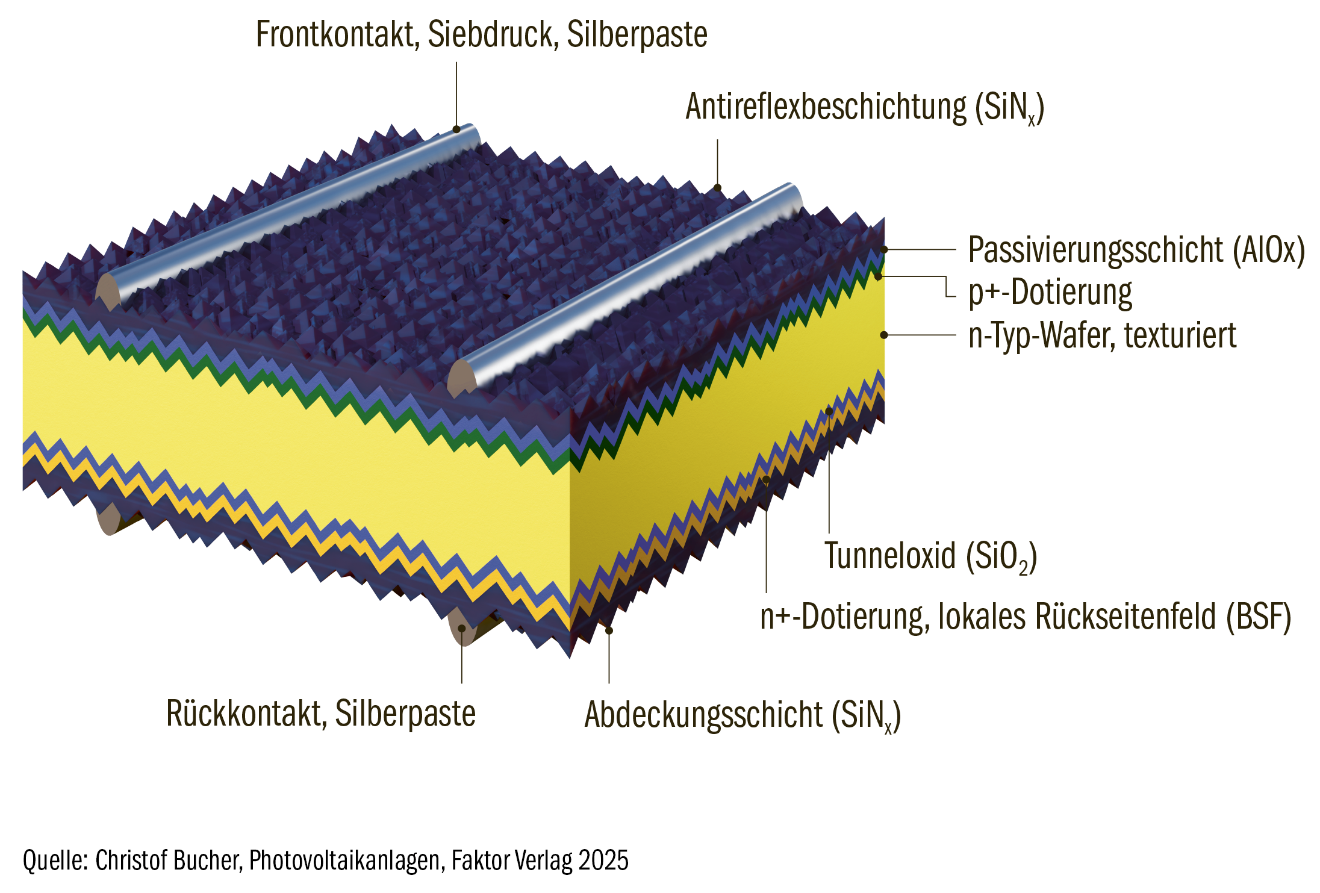 Frontkontakt, Siebdruck, Silberpaste
Antireflexbeschichtung (SiNₓ)
Passivierungsschicht (AlOx)
p+-Dotierung
n-Typ-Wafer, texturiert
Tunneloxid (SiO₂)
n+-Dotierung, lokales Rückseitenfeld (BSF)
Rückkontakt, Silberpaste
Abdeckungsschicht (SiNₓ)
Quelle: Christof Bucher, Photovoltaikanlagen, Faktor Verlag 2025